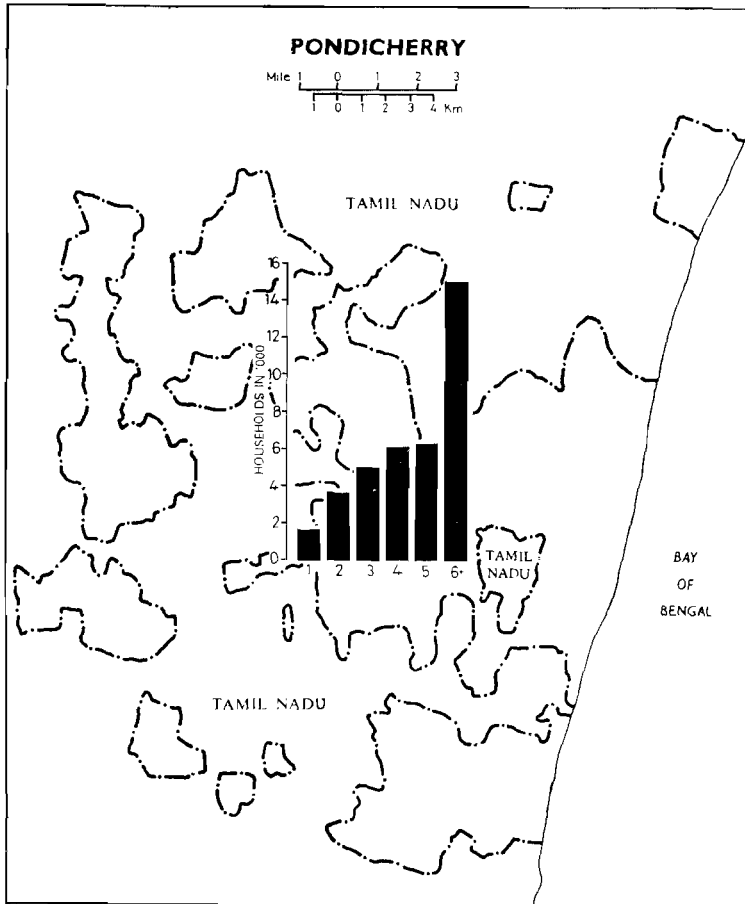 PONDICHERRY
Mile 1 0 1 2 3
1 0 1 2 3 4 Km
TAMIL NADU
16
14
12
10
8
6
4
2
0
HOUSEHOLDS IN '000
1 2 3 4 5 6+
TAMIL
NADU
BAY
OF
BENGAL
TAMIL NADU